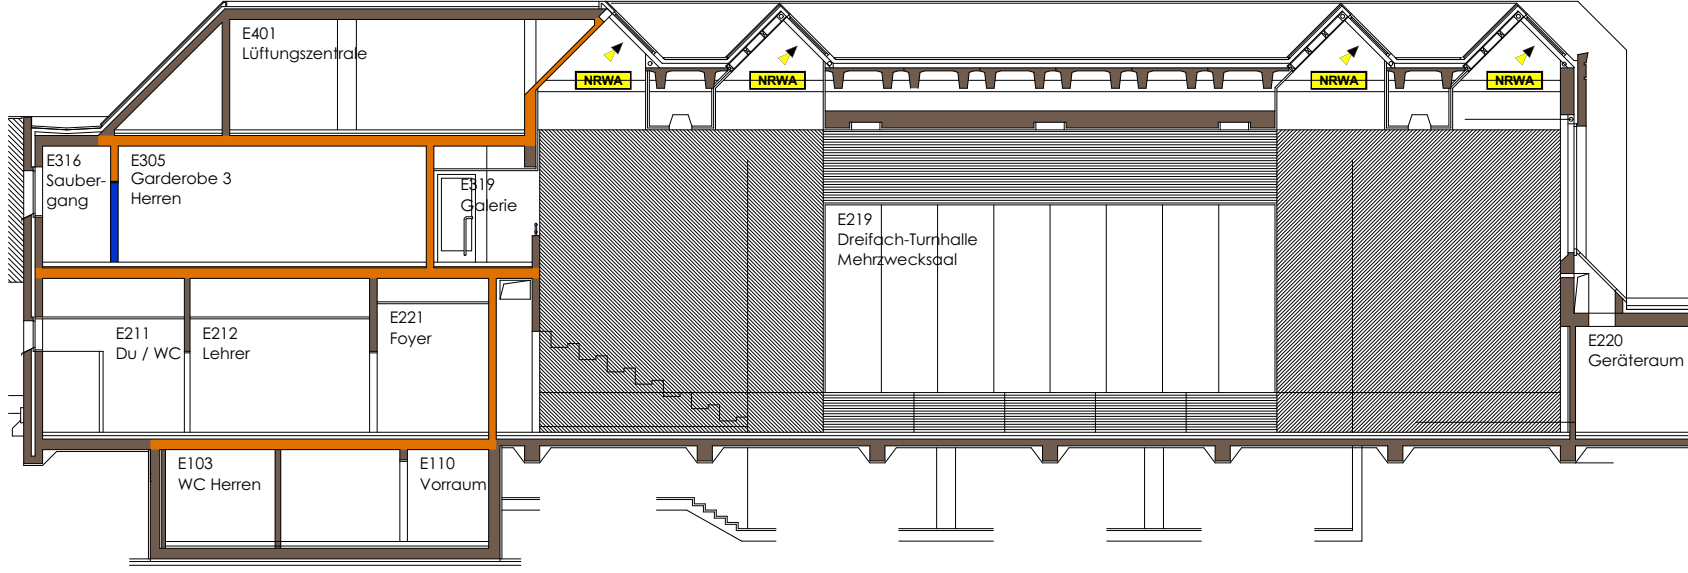 E401
Lüftungszentrale
NRWA
NRWA
NRWA
NRWA
E316
Sauber-
gang
E305
Garderobe 3
Herren
E319
Galerie
E219
Dreifach-Turnhalle
Mehrzwecksaal
E211
Du / WC
E212
Lehrer
E221
Foyer
E220
Geräteraum
E103
WC Herren
E110
Vorraum